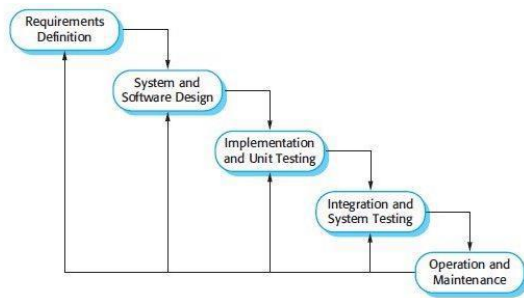 Requirements
Definition
System and
Software Design
Implementation
and Unit Testing
Integration and
System Testing
Operation and
Maintenance